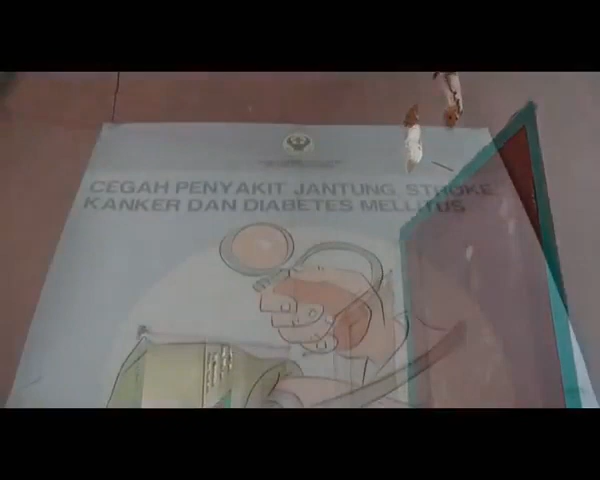 CEGAH PENYAKIT JANTUNG, STROKE
KANKER DAN DIABETES MELLITUS